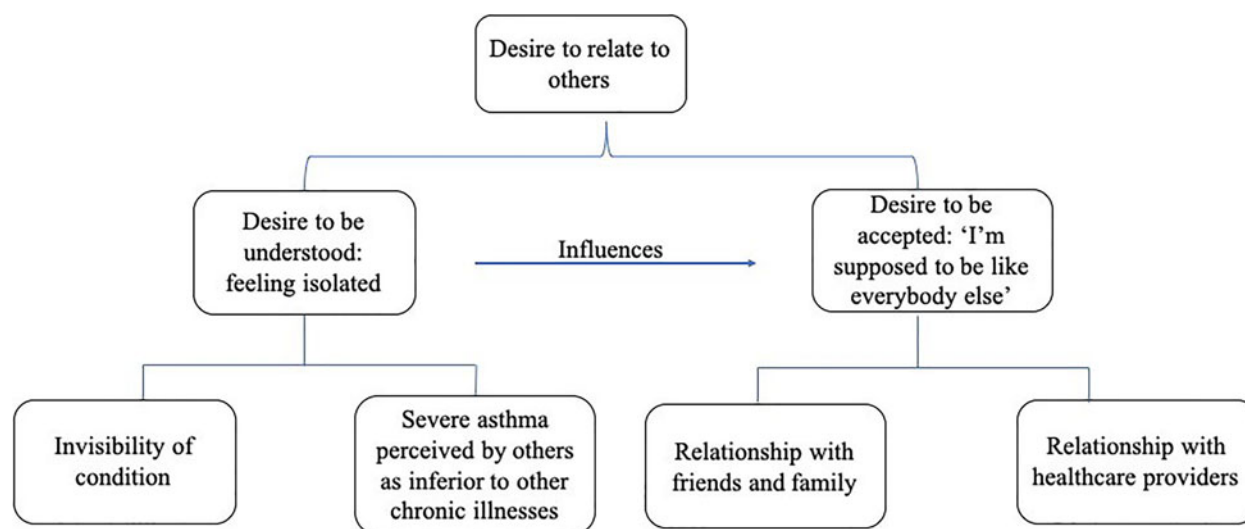 Desire to relate to
others
Desire to be
understood:
feeling isolated
Influences
Desire to be
accepted: ‘I’m
supposed to be like
everybody else’
Invisibility of
condition
Severe asthma
perceived by others
as inferior to other
chronic illnesses
Relationship with
friends and family
Relationship with
healthcare providers